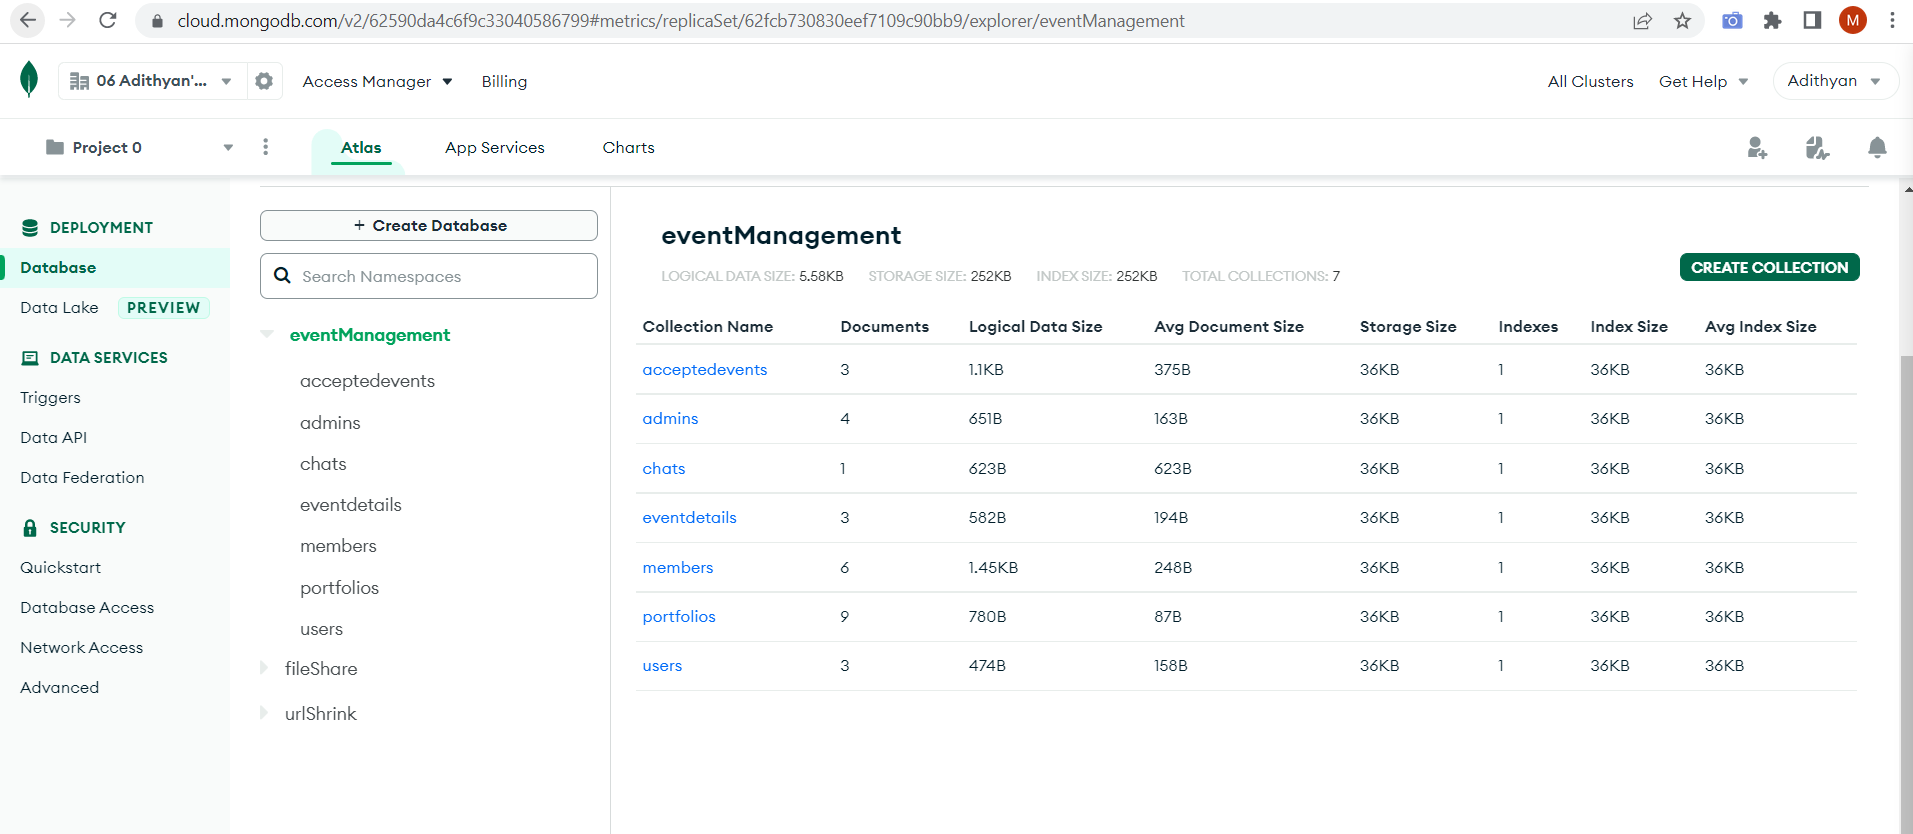 cloud.mongodb.com/v2/62590da4c6f9c33040586799#metrics/replicaSet/62fcb730830eef7109c90bb9/explorer/eventManagement
M
06 Adithyan'... Access Manager Billing All Clusters Get Help Adithyan
Project 0 Atlas App Services Charts
DEPLOYMENT
Database
Data Lake PREVIEW
DATA SERVICES
Triggers
Data API
Data Federation
SECURITY
Quickstart
Database Access
Network Access
Advanced
+ Create Database
Search Namespaces
eventManagement
acceptedevents
admins
chats
eventdetails
members
portfolios
users
fileShare
urlShrink
eventManagement
LOGICAL DATA SIZE: 5.58KB STORAGE SIZE: 252KB INDEX SIZE: 252KB TOTAL COLLECTIONS: 7
CREATE COLLECTION
Collection Name Documents Logical Data Size Avg Document Size Storage Size Indexes Index Size Avg Index Size
acceptedevents 3 1.1KB 375B 36KB 1 36KB 36KB
admins 4 651B 163B 36KB 1 36KB 36KB
chats 1 623B 623B 36KB 1 36KB 36KB
eventdetails 3 582B 194B 36KB 1 36KB 36KB
members 6 1.45KB 248B 36KB 1 36KB 36KB
portfolios 9 780B 87B 36KB 1 36KB 36KB
users 3 474B 158B 36KB 1 36KB 36KB